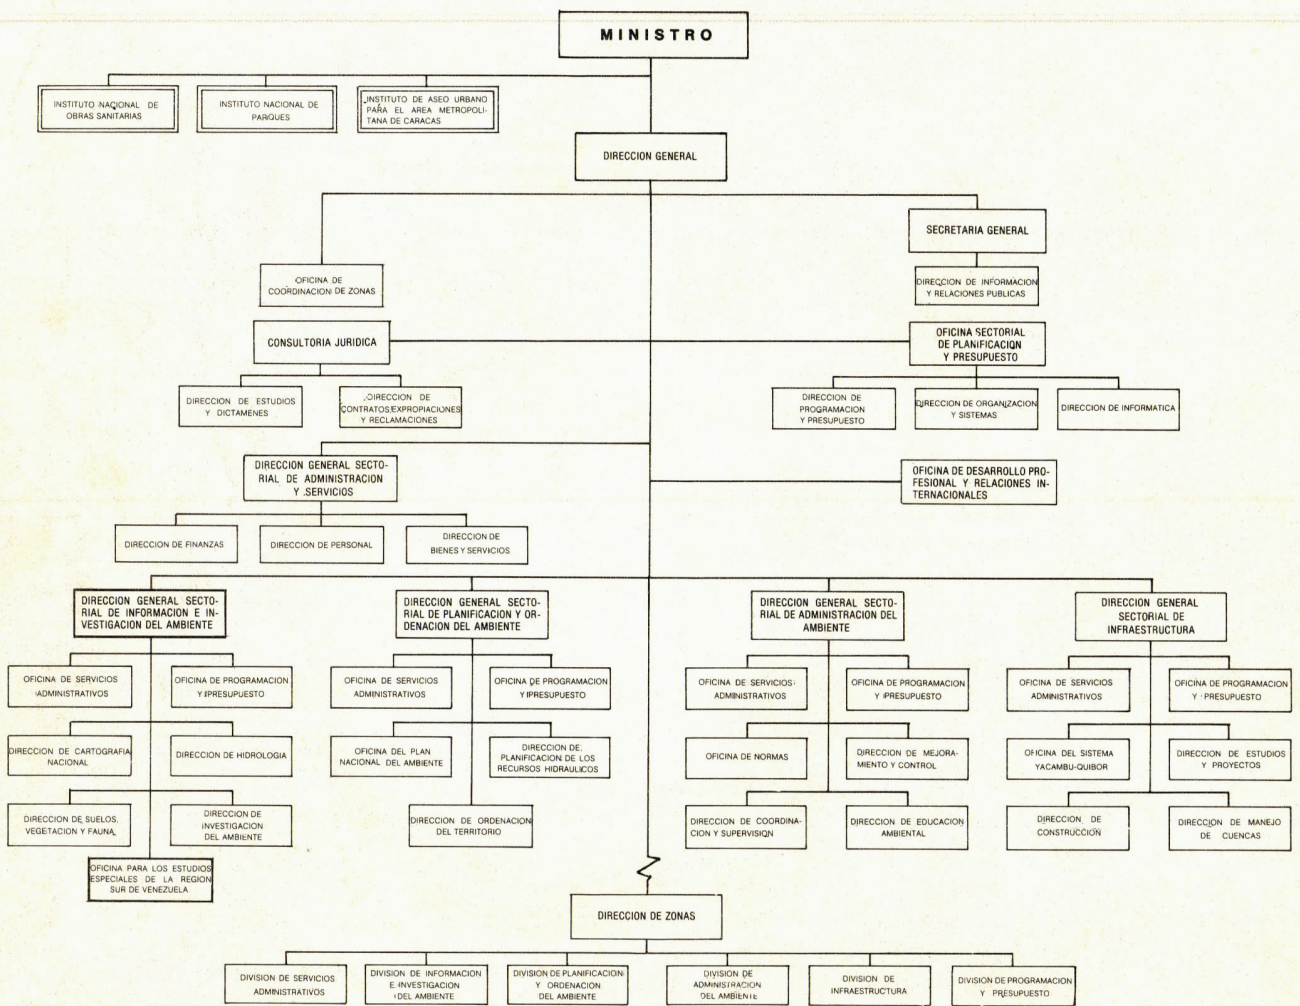 MINISTRO
INSTITUTO NACIONAL DE
OBRAS SANITARIAS
INSTITUTO NACIONAL DE
PARQUES
INSTITUTO DE ASEO URBANO
PARA EL AREA METROPOLI-
TANA DE CARACAS
DIRECCION GENERAL
SECRETARIA GENERAL
OFICINA DE
COORDINACION DE ZONAS
DIRECCION DE INFORMACION
Y RELACIONES PUBLICAS
CONSULTORIA JURIDICA
OFICINA SECTORIAL
DE PLANIFICACION
Y PRESUPUESTO
DIRECCION DE ESTUDIOS
Y DICTAMENES
DIRECCION DE
CONTRATOS, EXPROPIACIONES
Y RECLAMACIONES
DIRECCION DE
PROGRAMACION
Y PRESUPUESTO
DIRECCION DE ORGANIZACION
Y SISTEMAS
DIRECCION DE INFORMATICA
DIRECCION GENERAL SECTO-
RIAL DE ADMINISTRACION
Y SERVICIOS
OFICINA DE DESARROLLO PRO-
FESIONAL Y RELACIONES IN-
TERNACIONALES
DIRECCION DE FINANZAS
DIRECCION DE PERSONAL
DIRECCION DE
BIENES Y SERVICIOS
DIRECCION GENERAL SECTO-
RIAL DE INFORMACION E IN-
VESTIGACION DEL AMBIENTE
DIRECCION GENERAL SECTO-
RIAL DE PLANIFICACION Y OR-
DENACION DEL AMBIENTE
DIRECCION GENERAL SECTO-
RIAL DE ADMINISTRACION DEL
AMBIENTE
DIRECCION GENERAL
SECTORIAL DE
INFRAESTRUCTURA
OFICINA DE SERVICIOS
ADMINISTRATIVOS
OFICINA DE PROGRAMACION
Y PRESUPUESTO
OFICINA DE SERVICIOS
ADMINISTRATIVOS
OFICINA DE PROGRAMACION
Y PRESUPUESTO
OFICINA DE SERVICIOS
ADMINISTRATIVOS
OFICINA DE PROGRAMACION
Y PRESUPUESTO
OFICINA DE SERVICIOS
ADMINISTRATIVOS
OFICINA DE PROGRAMACION
Y PRESUPUESTO
DIRECCION DE CARTOGRAFIA
NACIONAL
DIRECCION DE HIDROLOGIA
OFICINA DEL PLAN
NACIONAL DEL AMBIENTE
DIRECCION DE
PLANIFICACION DE LOS
RECURSOS HIDRAULICOS
OFICINA DE NORMAS
DIRECCION DE MEJORA-
MIENTO Y CONTROL
OFICINA DEL SISTEMA
YACAMBU-QUIBOR
DIRECCION DE ESTUDIOS
Y PROYECTOS
DIRECCION DE SUELOS,
VEGETACION Y FAUNA
DIRECCION DE
INVESTIGACION
DEL AMBIENTE
DIRECCION DE ORDENACION
DEL TERRITORIO
DIRECCION DE COORDINA-
CION Y SUPERVISION
DIRECCION DE EDUCACION
AMBIENTAL
DIRECCION DE
CONSTRUCCION
DIRECCION DE MANEJO
DE CUENCAS
OFICINA PARA LOS ESTUDIOS
ESPECIALES DE LA REGION
SUR DE VENEZUELA
DIRECCION DE ZONAS
DIVISION DE SERVICIOS
ADMINISTRATIVOS
DIVISION DE INFORMACION
E INVESTIGACION
DEL AMBIENTE
DIVISION DE PLANIFICACION
Y ORDENACION
DEL AMBIENTE
DIVISION DE
ADMINISTRACION
DEL AMBIENTE
DIVISION DE
INFRAESTRUCTURA
DIVISION DE PROGRAMACION
Y PRESUPUESTO